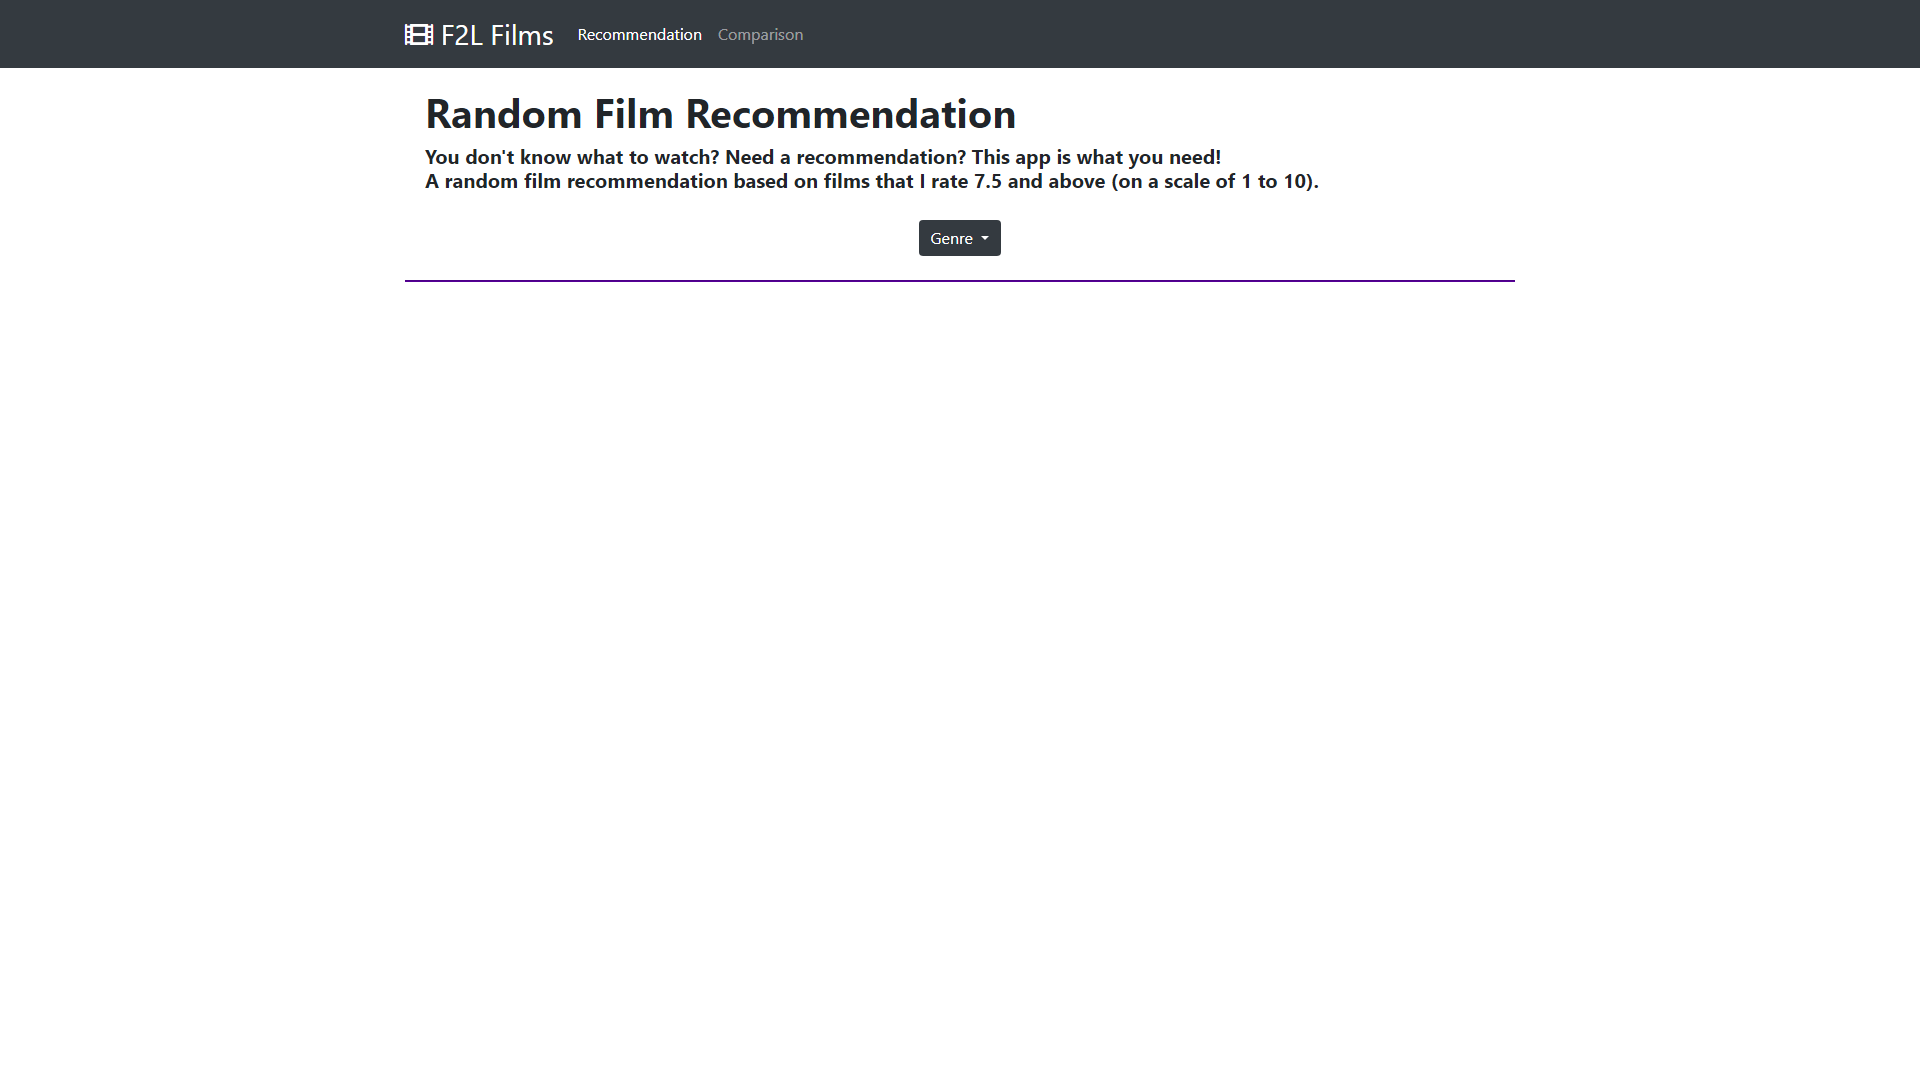 F2L Films Recommendation Comparison
Random Film Recommendation
You don't know what to watch? Need a recommendation? This app is what you need!
A random film recommendation based on films that I rate 7.5 and above (on a scale of 1 to 10).
Genre